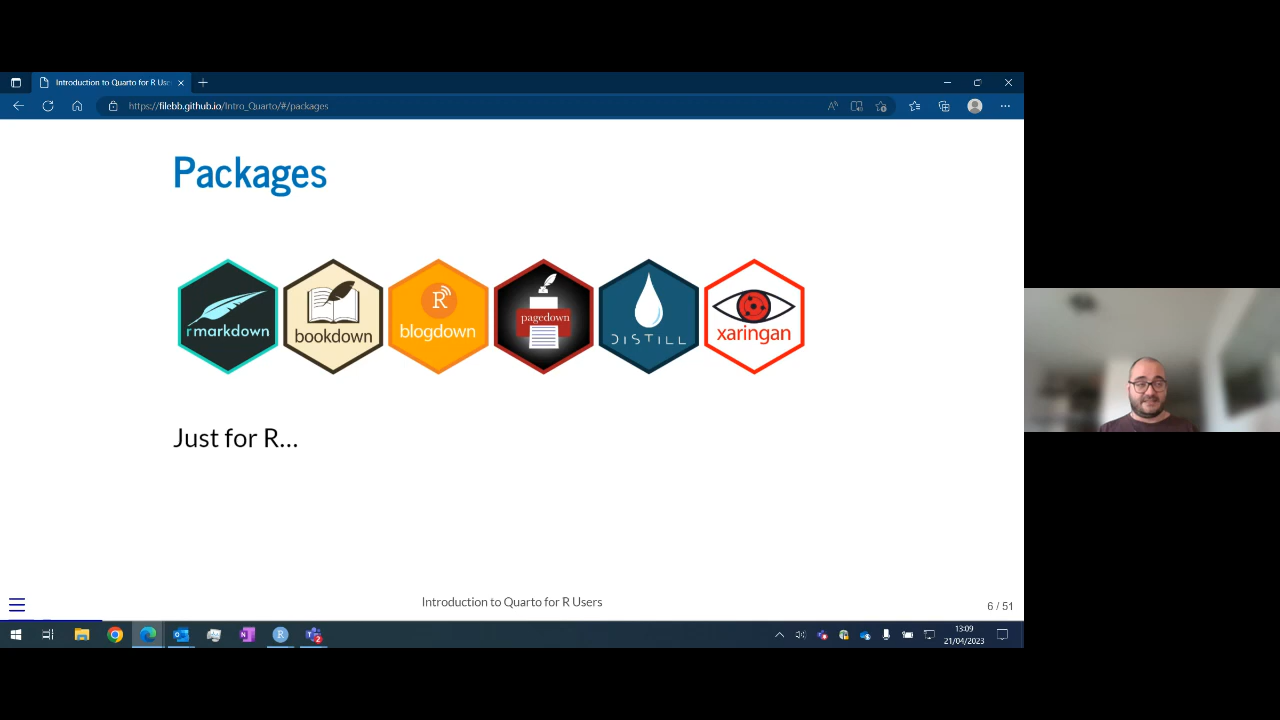 Introduction to Quarto for R Use
https://filebb.github.io/Intro_Quarto/#/packages
Packages
rmarkdown
bookdown
R
blogdown
pagedown
DISTILL
xaringan
Just for R...
Introduction to Quarto for R Users
6 / 51
13:09
21/04/2023